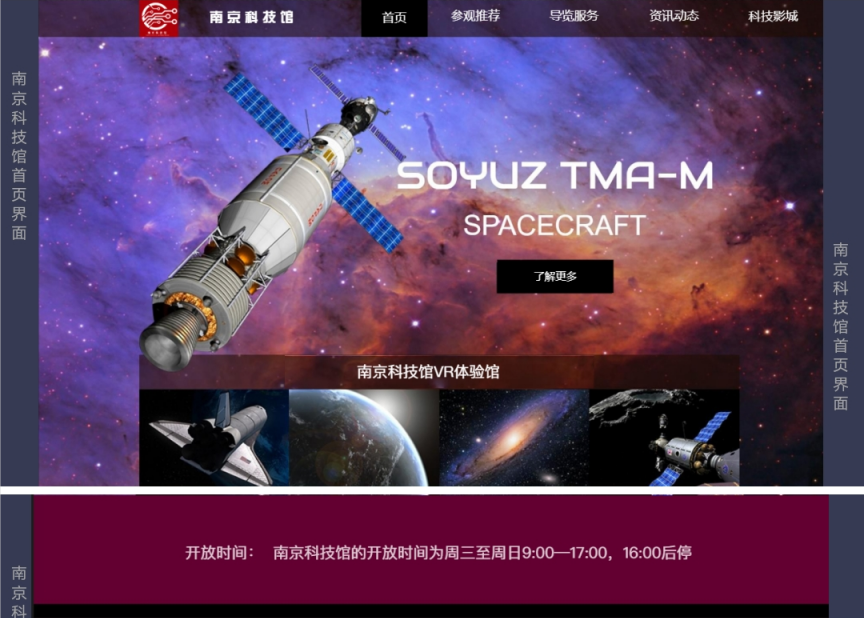 南京科技馆
首页
参观推荐
导览服务
资讯动态
科技影城
南京科技馆首页界面
SOYUZ TMA-M
SPACECRAFT
了解更多
南京科技馆首页界面
南京科技馆VR体验馆
开放时间： 南京科技馆的开放时间为周三至周日9:00—17:00，16:00后停
南京科